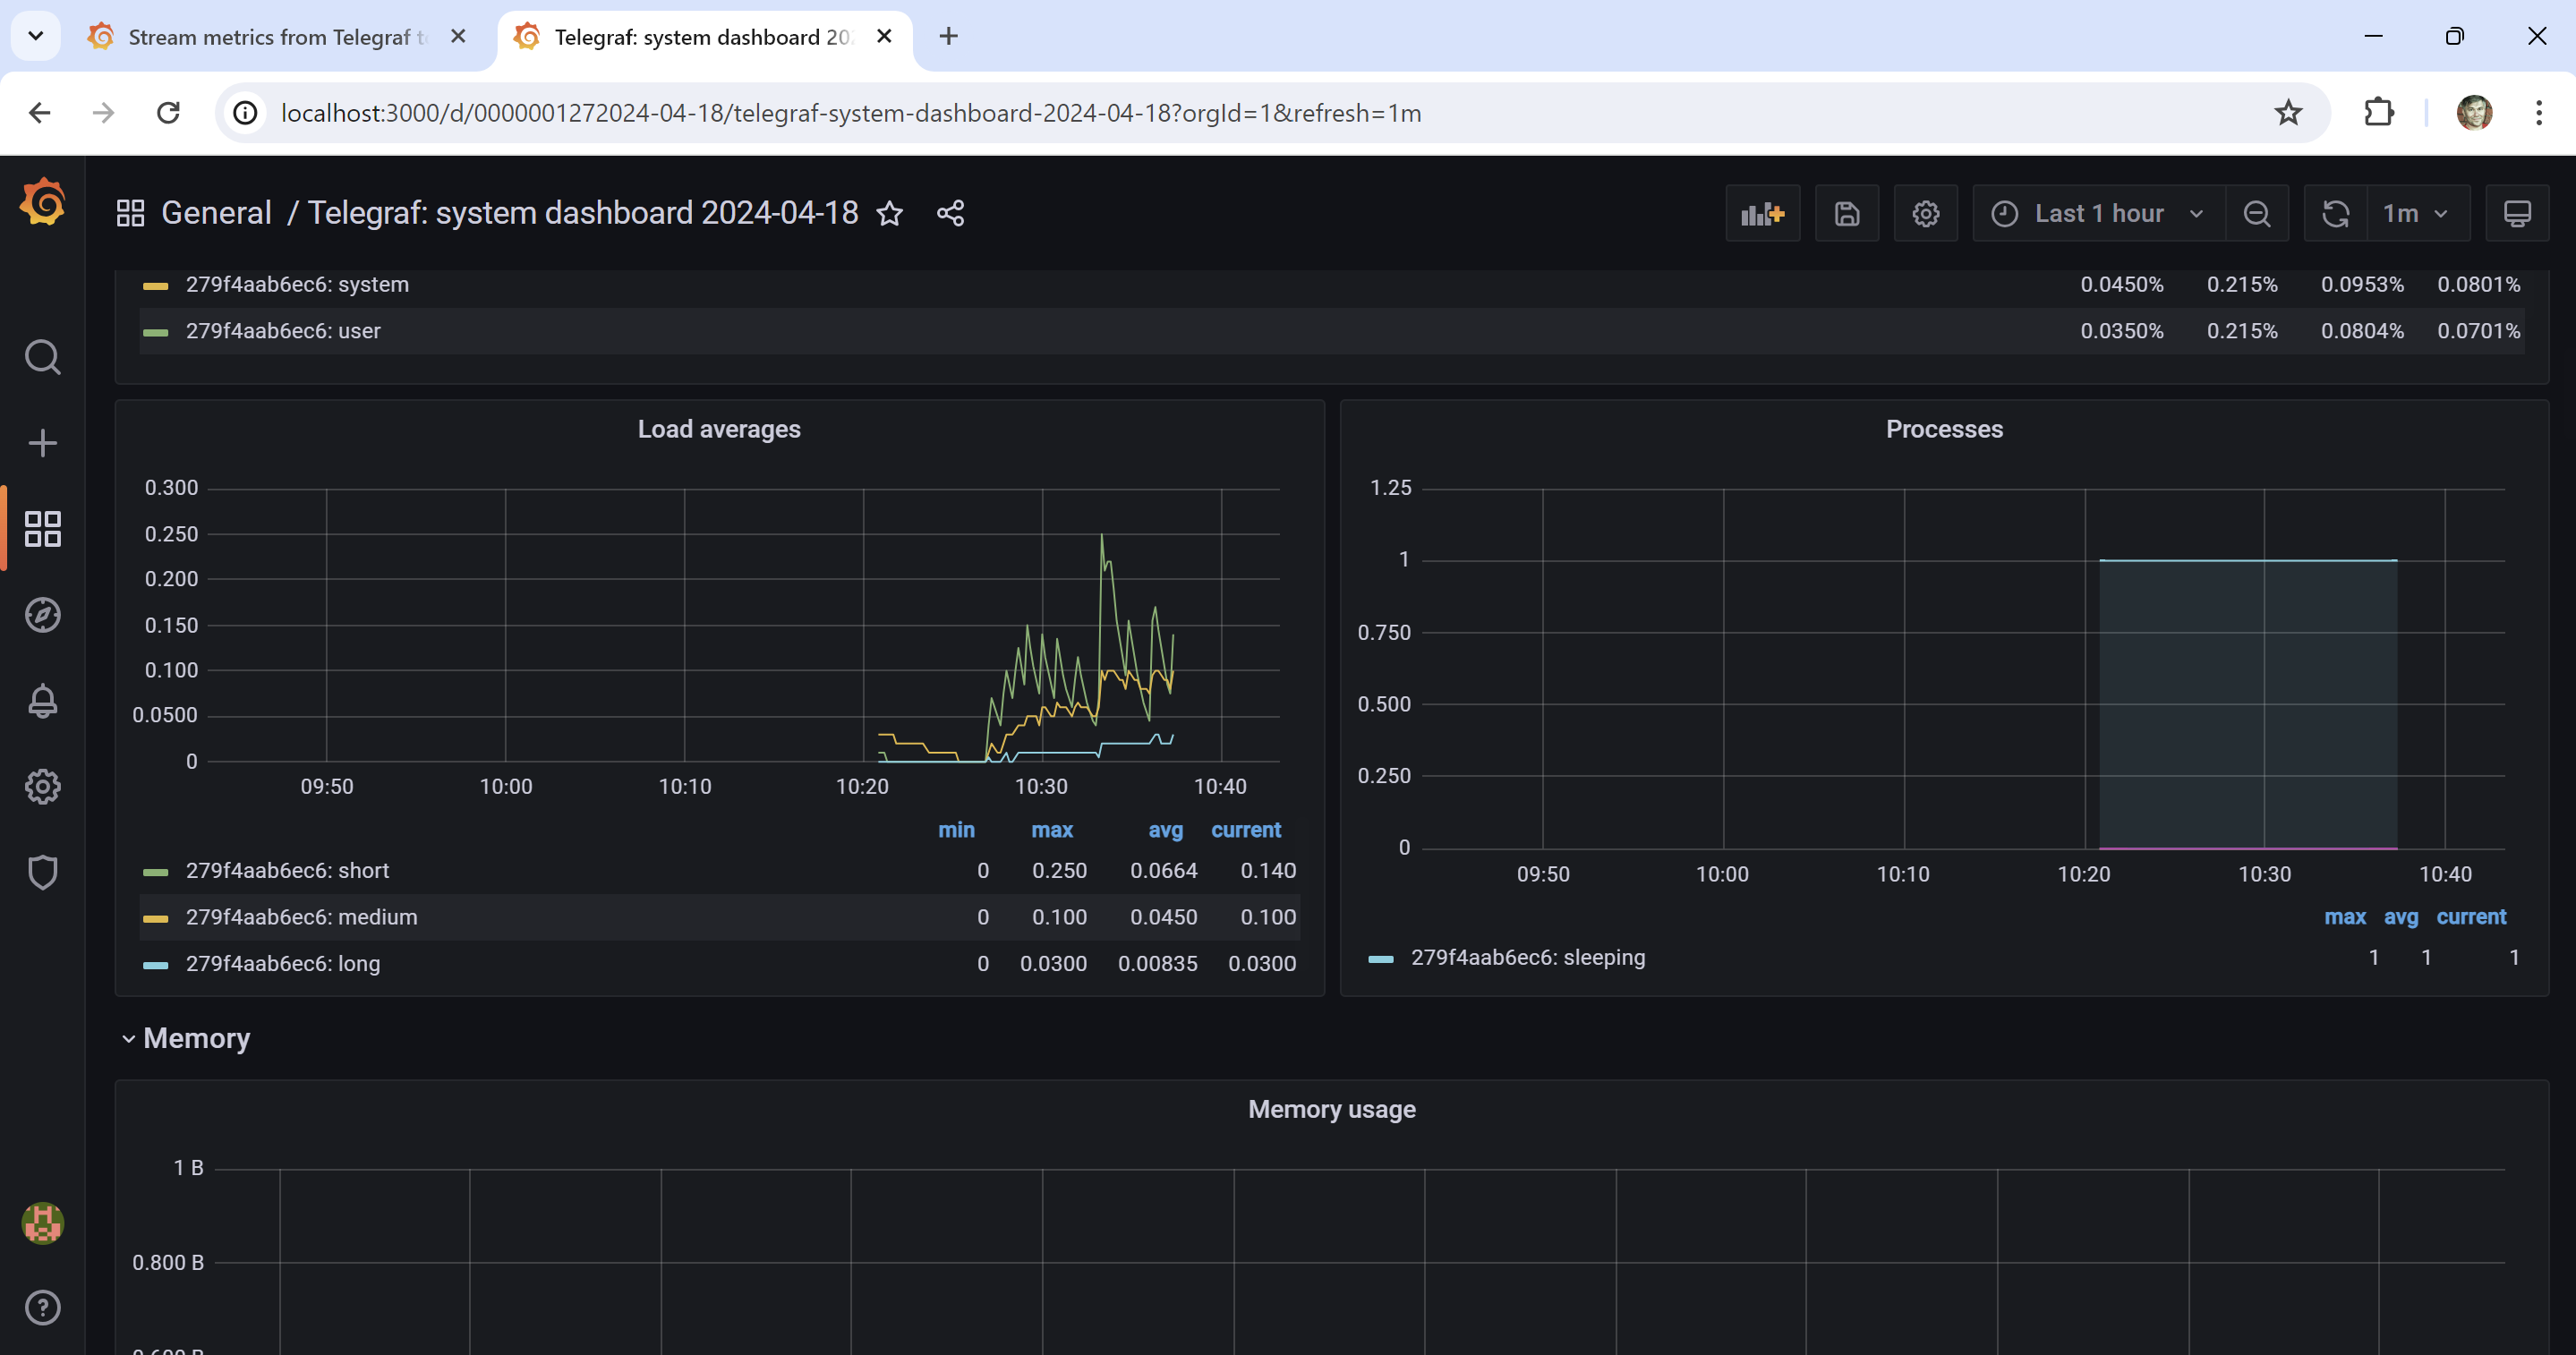 Stream metrics from Telegraf t
Telegraf: system dashboard 20
localhost:3000/d/0000001272024-04-18/telegraf-system-dashboard-2024-04-18?orgId=1&refresh=1m
General / Telegraf: system dashboard 2024-04-18
Last 1 hour
1m
279f4aab6ec6: system 0.0450% 0.215% 0.0953% 0.0801%
279f4aab6ec6: user 0.0350% 0.215% 0.0804% 0.0701%
Load averages
0.300
0.250
0.200
0.150
0.100
0.0500
0
09:50 10:00 10:10 10:20 10:30 10:40
min max avg current
279f4aab6ec6: short 0 0.250 0.0664 0.140
279f4aab6ec6: medium 0 0.100 0.0450 0.100
279f4aab6ec6: long 0 0.0300 0.00835 0.0300
Processes
1.25
1
0.750
0.500
0.250
0
09:50 10:00 10:10 10:20 10:30 10:40
max avg current
279f4aab6ec6: sleeping 1 1 1
Memory
Memory usage
1 B
0.800 B